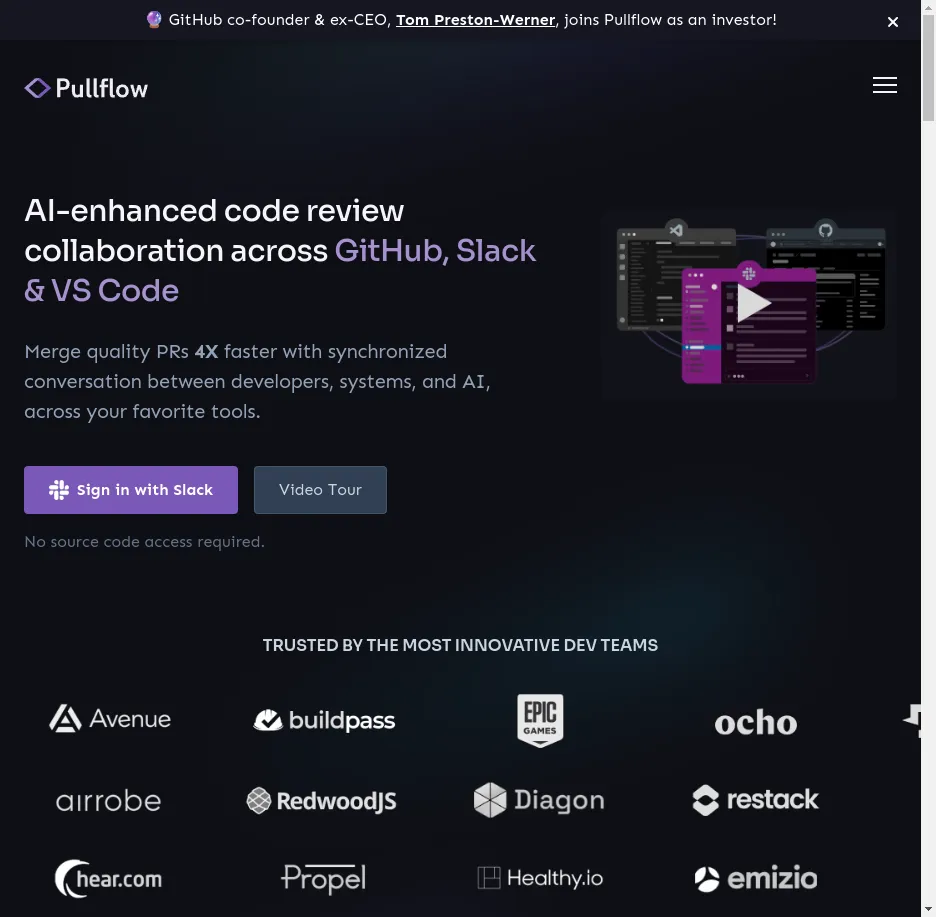 🔮 GitHub co-founder & ex-CEO, Tom Preston-Werner, joins Pullflow as an investor!
Pullflow
AI-enhanced code review
collaboration across GitHub, Slack
& VS Code
Merge quality PRs 4X faster with synchronized
conversation between developers, systems, and AI,
across your favorite tools.
Sign in with Slack
Video Tour
No source code access required.
TRUSTED BY THE MOST INNOVATIVE DEV TEAMS
Avenue
buildpass
EPIC
GAMES
ocho
airrobe
RedwoodJS
Diagon
restack
hear.com
Propel
Healthy.io
emizio